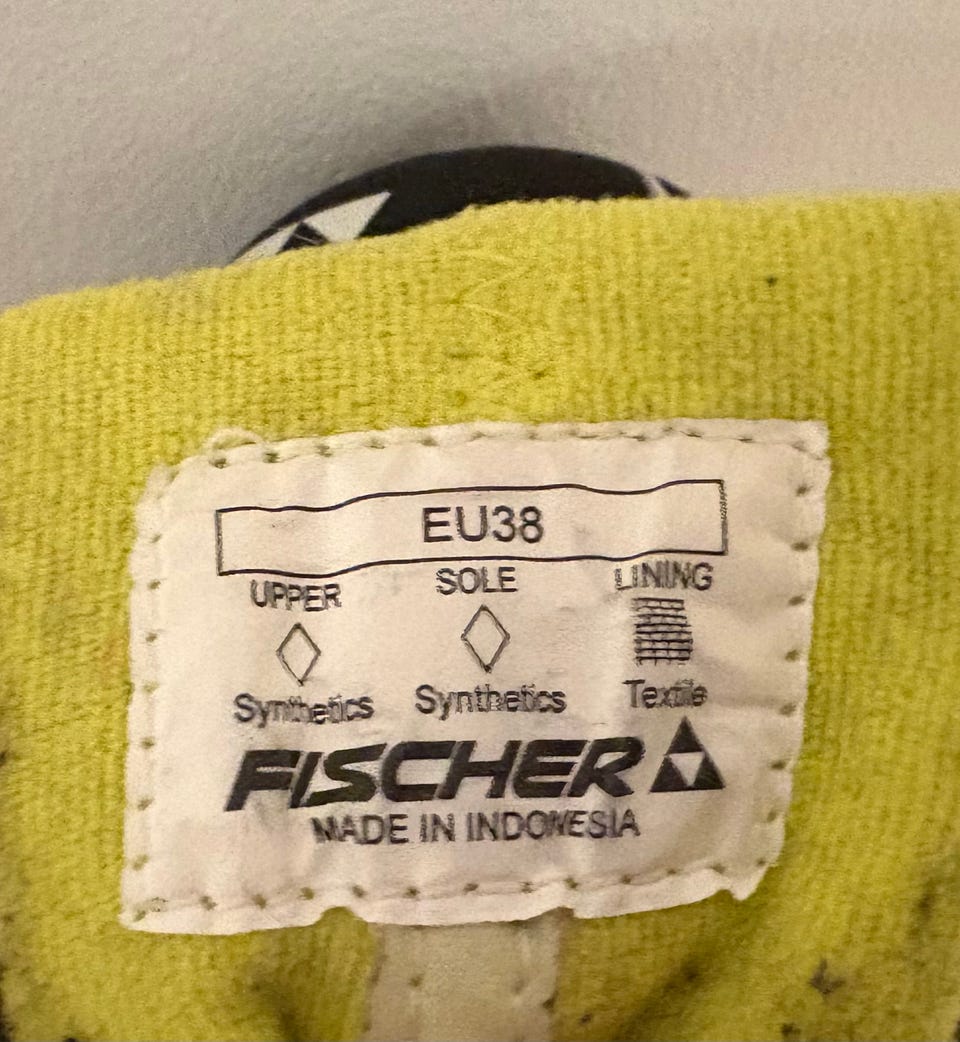 EU38
UPPER SOLE LINING
Synthetics Synthetics Textile
FISCHER
MADE IN INDONESIA